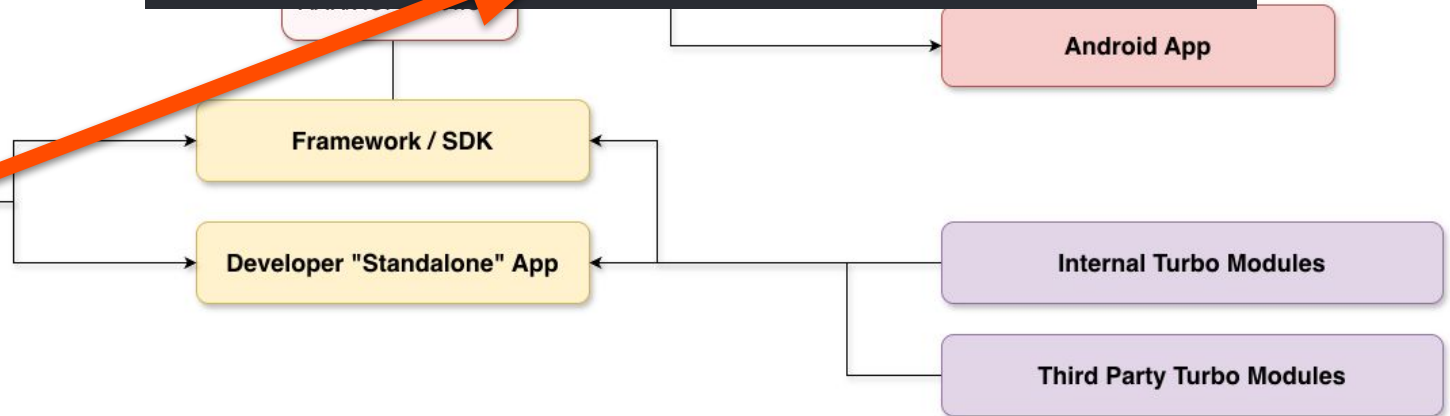 Android App
Framework / SDK
Developer "Standalone" App
Internal Turbo Modules
Third Party Turbo Modules